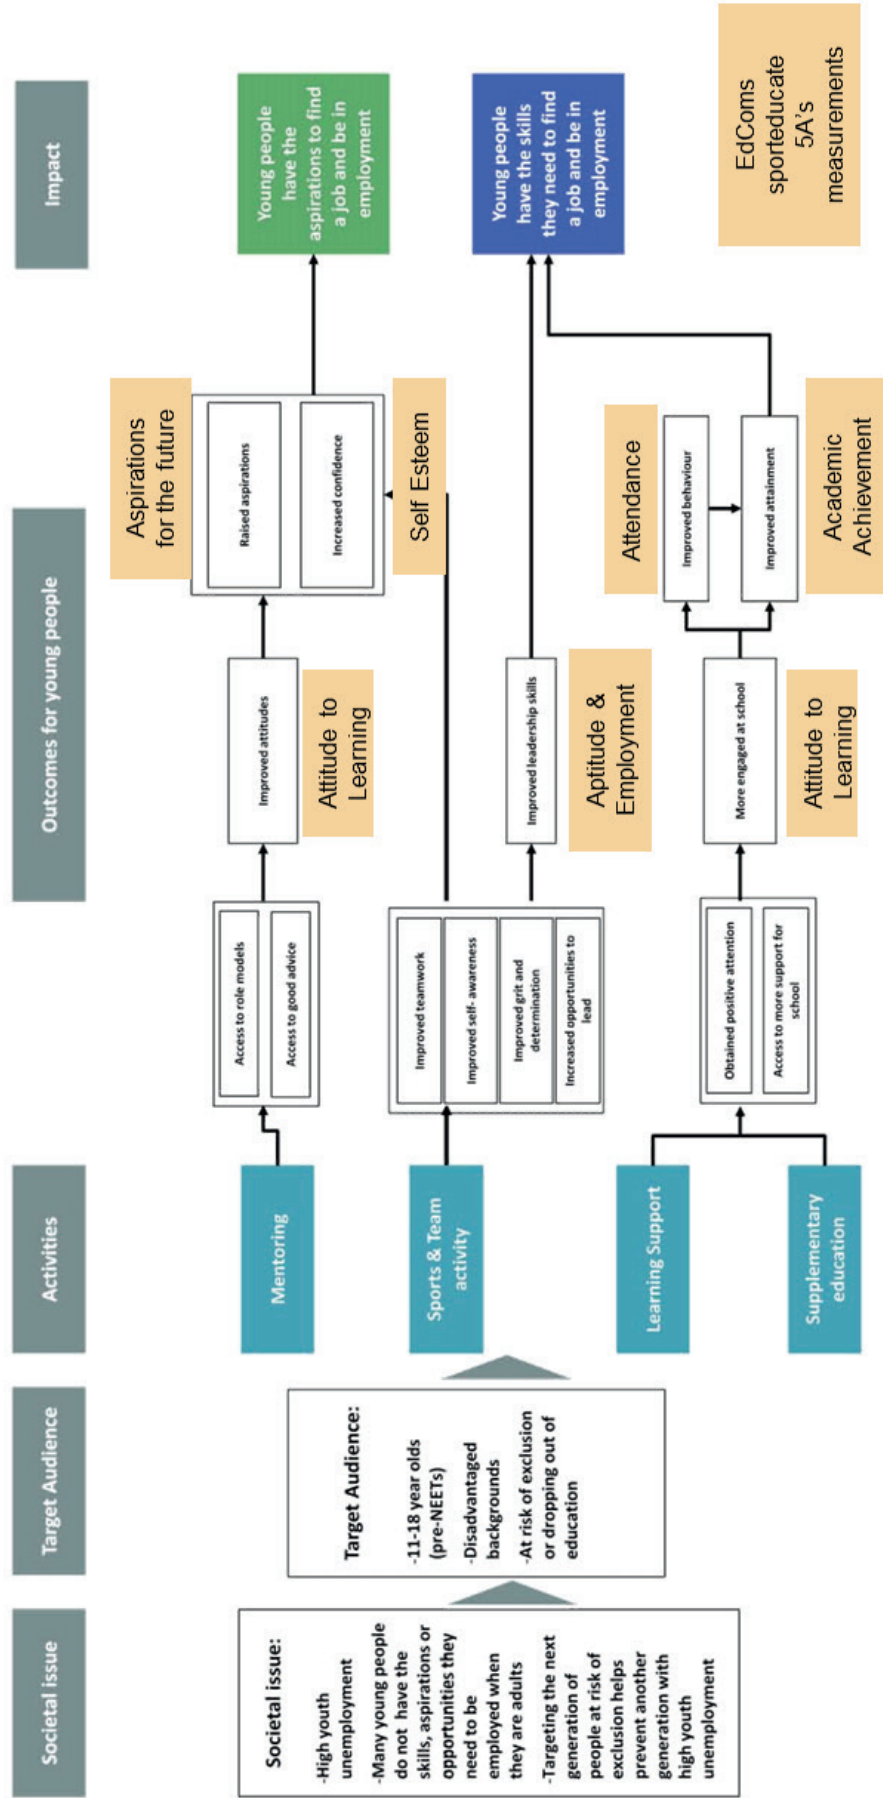 Societal issue
Target Audience
Activities
Outcomes for young people
Impact
Societal issue:
-High youth
unemployment
-Many young people
do not have the
skills, aspirations or
opportunities they
need to be
employed when
they are adults
-Targeting the next
generation of
people at risk of
exclusion helps
prevent another
generation with
high youth
unemployment
Target Audience:
-11-18 year olds
(pre-NEETs)
-Disadvantaged
backgrounds
-At risk of exclusion
or dropping out of
education
Mentoring
Sports & Team
activity
Learning Support
Supplementary
education
Access to role models
Access to good advice
Improved teamwork
Improved self- awareness
Improved grit and
determination
Increased opportunities to
lead
Obtained positive attention
Access to more support for
school
Improved attitudes
Attitude to
Learning
Improved leadership skills
Aptitude &
Employment
More engaged at school
Attitude to
Learning
Aspirations
for the future
Raised aspirations
Increased confidence
Self Esteem
Attendance
Improved behaviour
Improved attainment
Academic
Achievement
Young people
have the
aspirations to find
a job and be in
employment
Young people
have the skills
they need to find
a job and be in
employment
EdComs
sporteducate
5A's
measurements